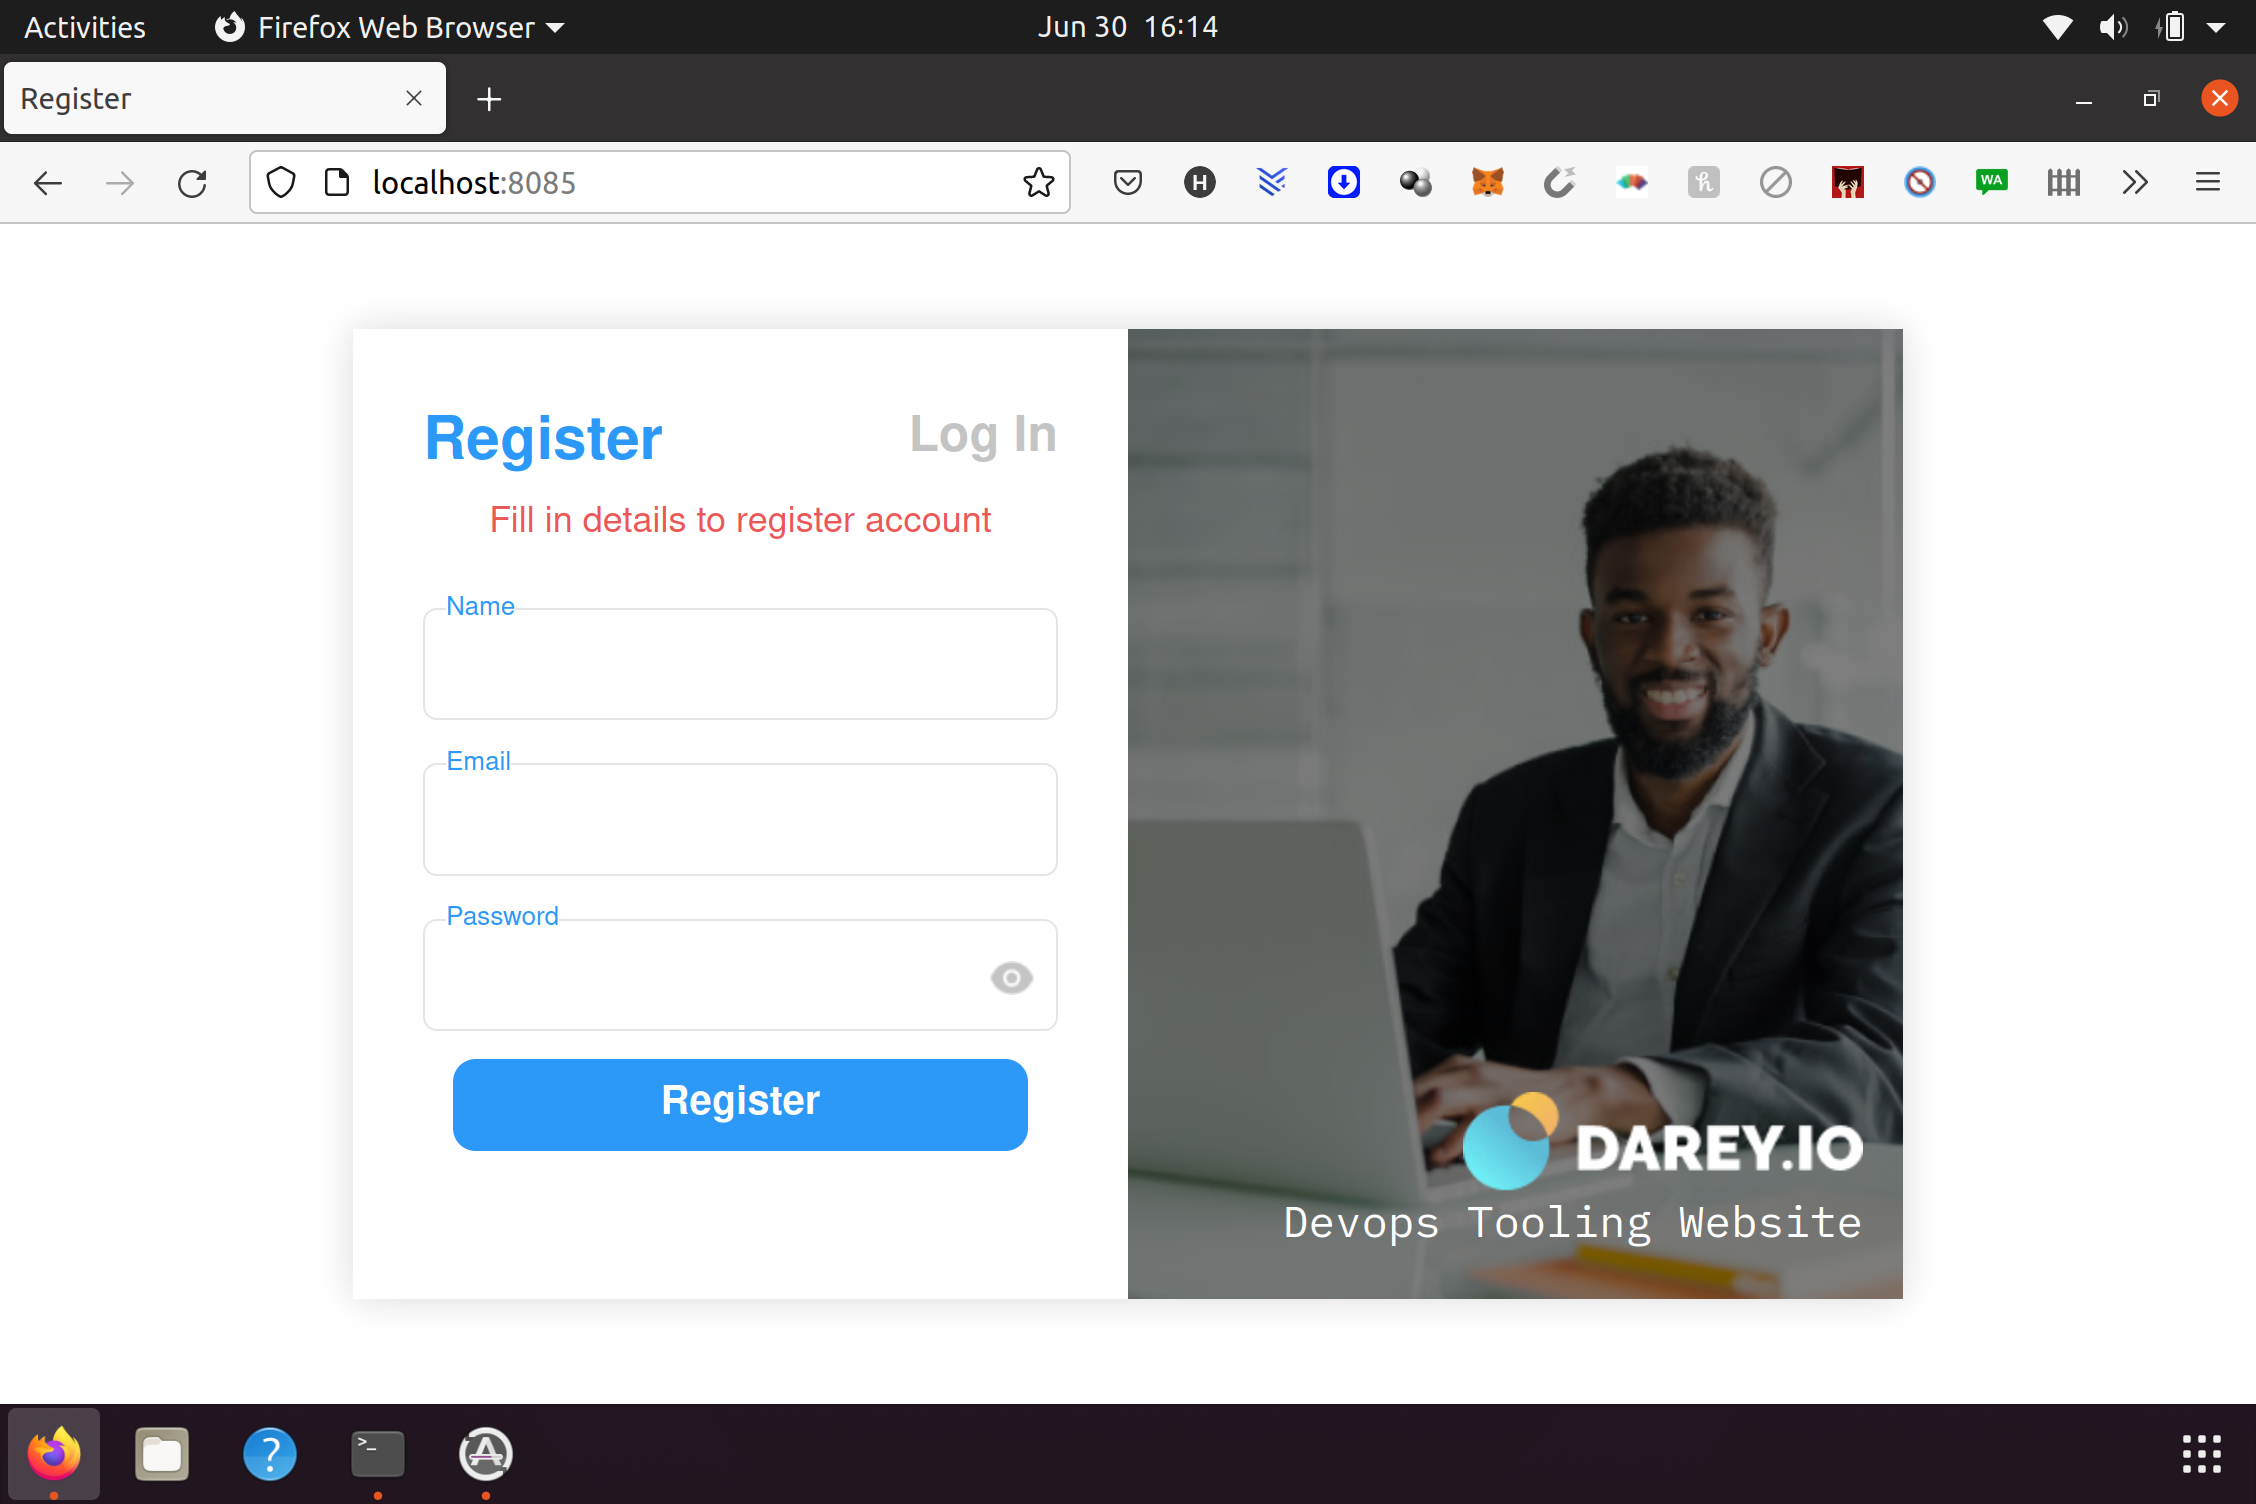 Activities
Firefox Web Browser
Jun 30 16:14
Register
localhost:8085
H
WA
Register
Log In
Fill in details to register account
Name
Email
Password
Register
DAREY.IO
Devops Tooling Website
?
>_
A